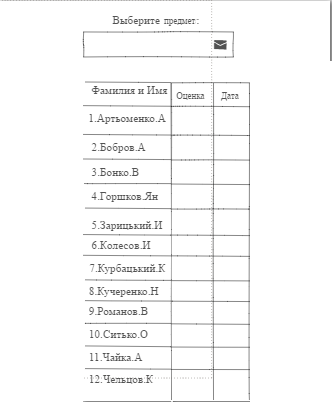 Выберите предмет:
Фамилия и Имя Оценка Дата
1.Артьоменко.А
2.Бобров.А
3.Бонко.В
4.Горшков.Ян
5.Зарицький.И
6.Колесов.И
7.Курбацький.К
8.Кучеренко.Н
9.Романов.В
10.Ситько.О
11.Чайка.А
12.Чельцов.К